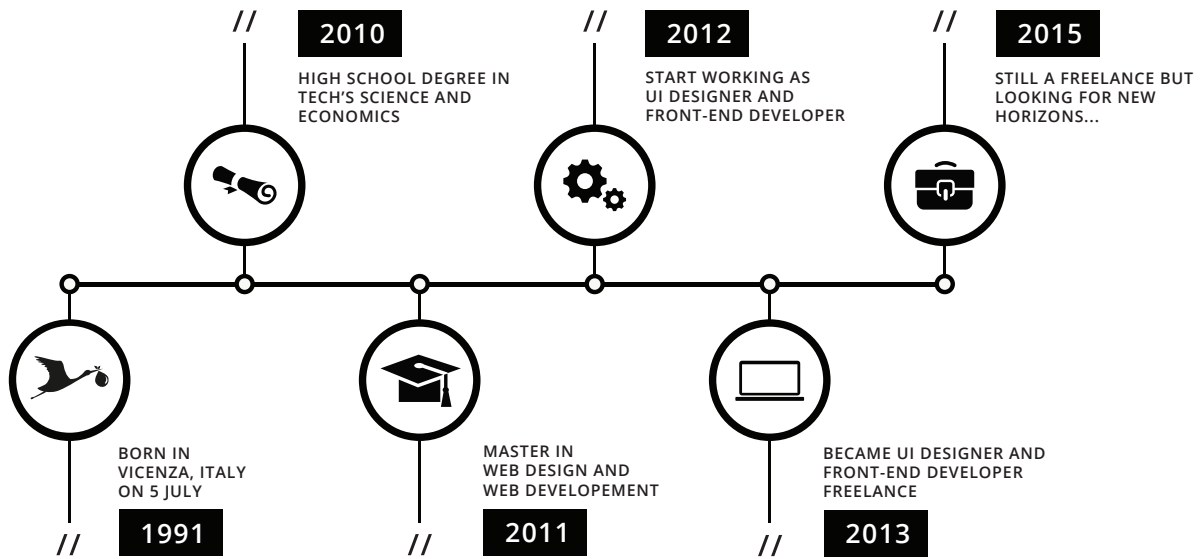 //
2010
HIGH SCHOOL DEGREE IN
TECH'S SCIENCE AND
ECONOMICS
//
2012
START WORKING AS
UI DESIGNER AND
FRONT-END DEVELOPER
//
2015
STILL A FREELANCE BUT
LOOKING FOR NEW
HORIZONS...
BORN IN
VICENZA, ITALY
ON 5 JULY
1991
//
MASTER IN
WEB DESIGN AND
WEB DEVELOPEMENT
2011
//
BECAME UI DESIGNER AND
FRONT-END DEVELOPER
FREELANCE
2013
//